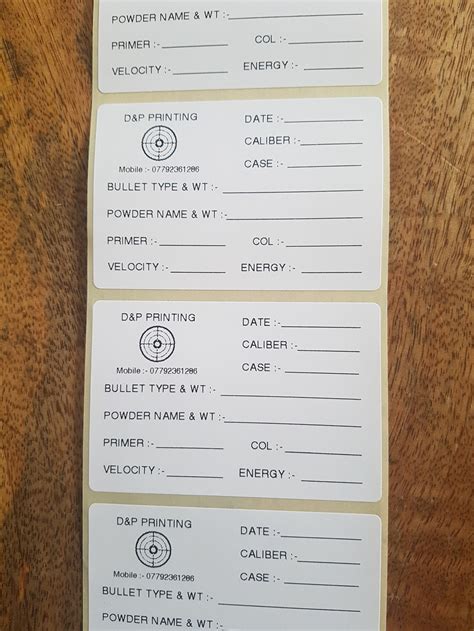 POWDER NAME & WT :-
PRIMER :- COL :-
VELOCITY :- ENERGY :-
D&P PRINTING DATE :-
CALIBER :-
CASE :-
Mobile :- 07792361286
BULLET TYPE & WT :-
POWDER NAME & WT :-
PRIMER :- COL :-
VELOCITY :- ENERGY :-
D&P PRINTING DATE :-
CALIBER :-
CASE :-
Mobile :- 07792361286
BULLET TYPE & WT :-
POWDER NAME & WT :-
PRIMER :- COL :-
VELOCITY :- ENERGY :-
D&P PRINTING DATE :-
CALIBER :-
Mobile :- 07792361286 CASE :-
BULLET TYPE & WT :-
POWDER NAME & WT :-